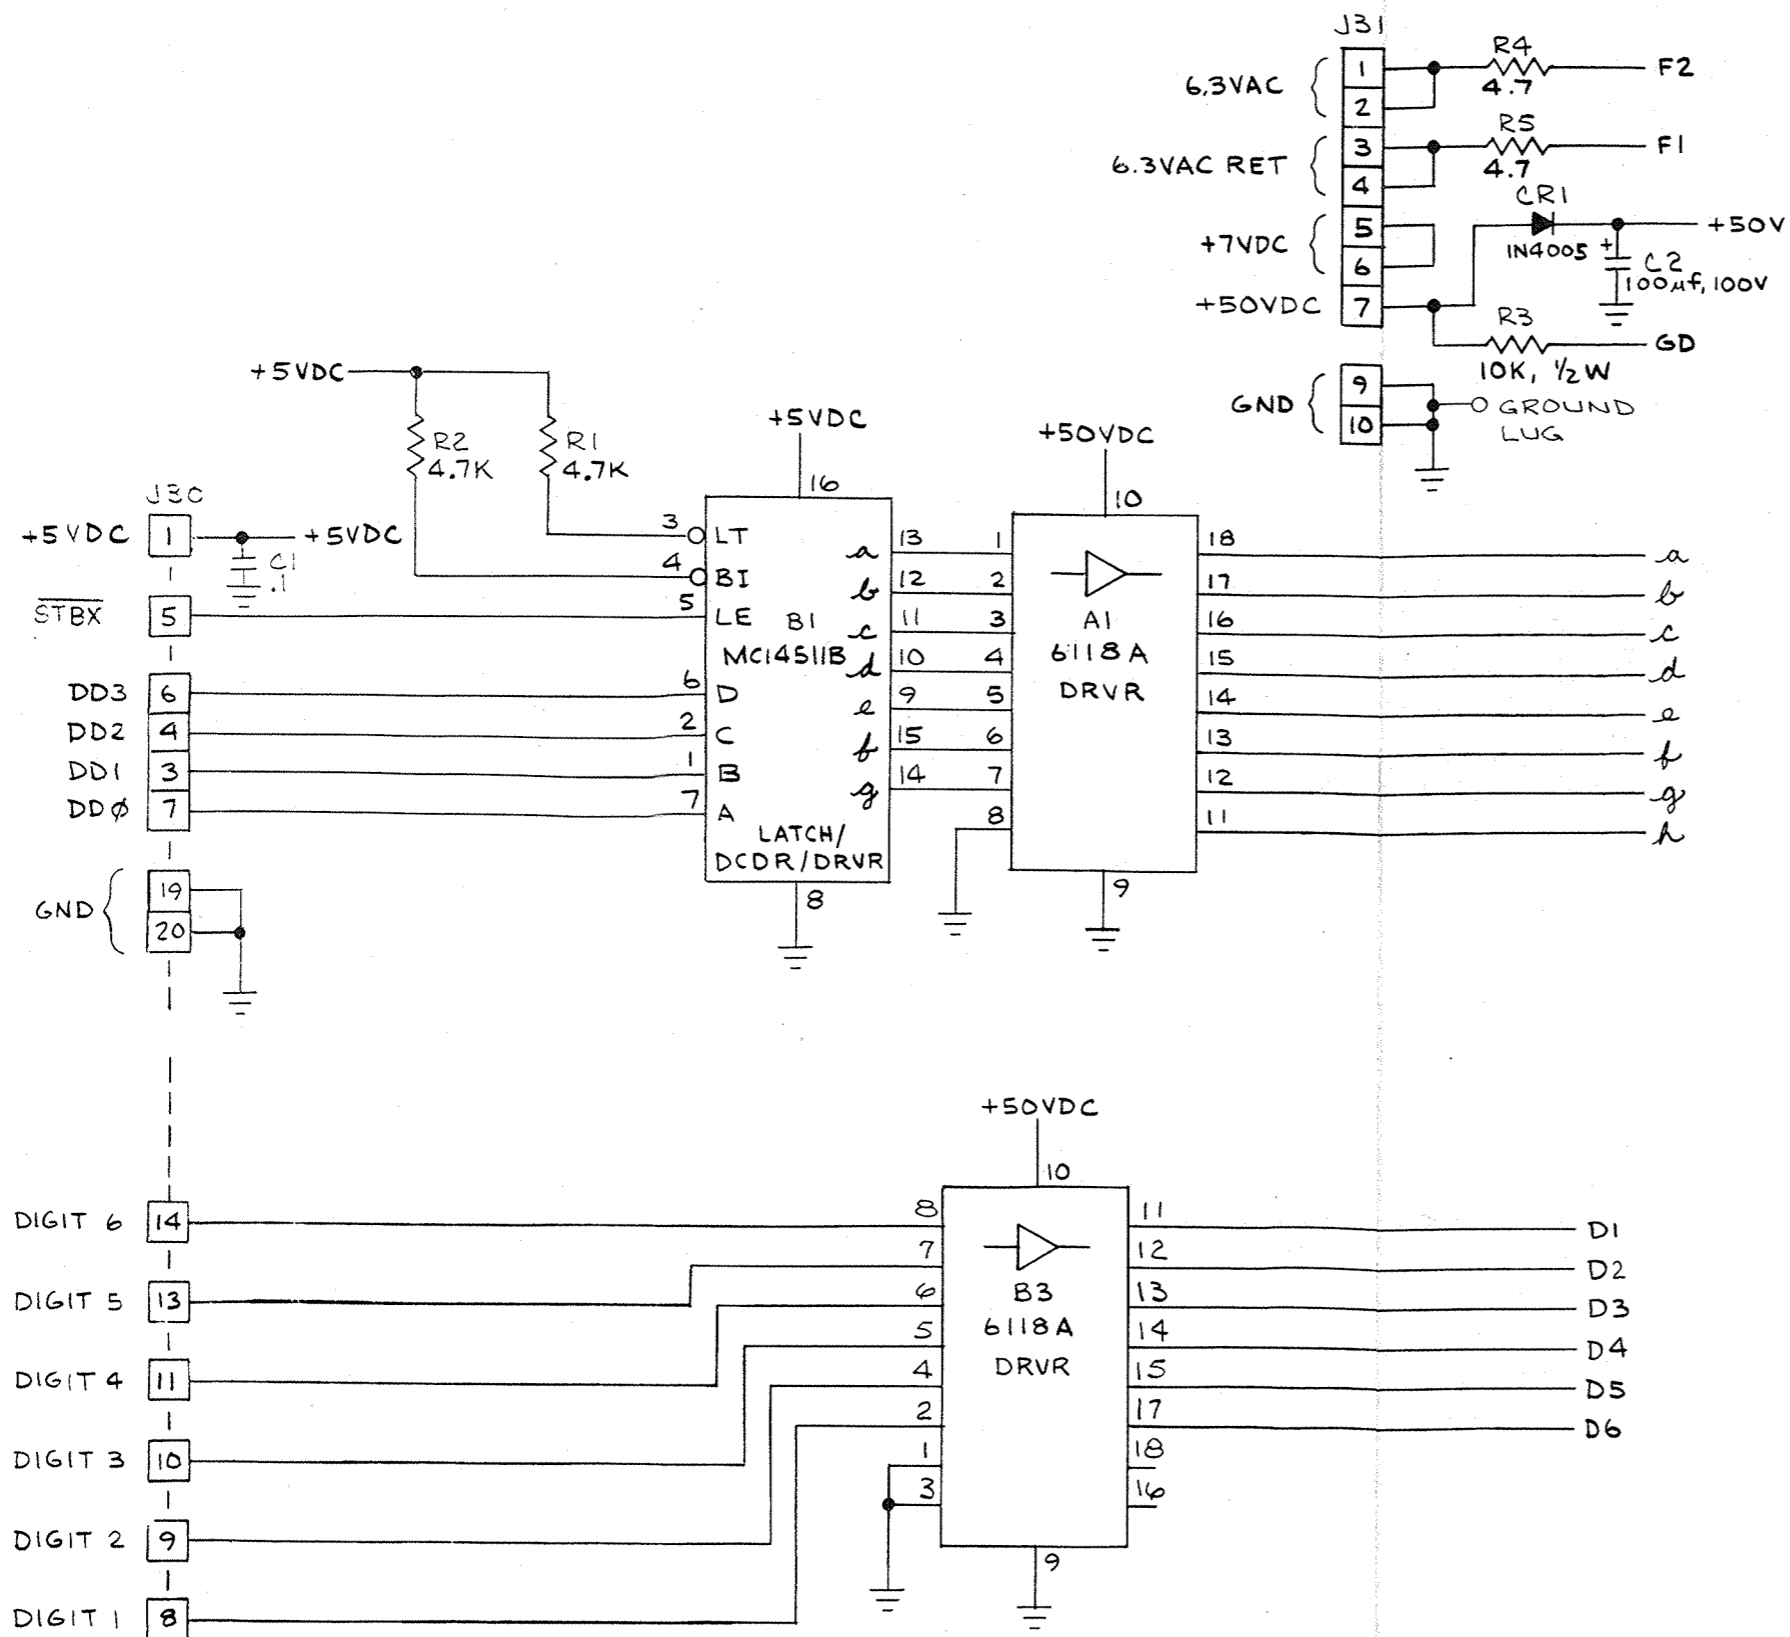 J31
1
2
3
4
5
6
7
9
10
6.3VAC
6.3VAC RET
+7VDC
+50VDC
GND
R4
4.7
F2
R5
4.7
F1
CR1
1N4005
+50V
+
C2
100µf, 100V
R3
10K, 1/2 W
GD
GROUND
LUG
+5VDC
R2
4.7K
R1
4.7K
J30
+5VDC
1
+5VDC
C1
.1
STBX
5
DD3
6
DD2
4
DD1
3
DDØ
7
GND
19
20
+5VDC
16
3
LT
4
BI
5
LE
6
D
2
C
1
B
7
A
B1
MC14511B
LATCH/
DCDR/DRVR
8
a
13
b
12
c
11
d
10
e
9
f
15
g
14
+50VDC
10
1
2
3
4
5
6
7
8
A1
6118A
DRVR
9
18
a
17
b
16
c
15
d
14
e
13
f
12
g
11
h
DIGIT 6
14
DIGIT 5
13
DIGIT 4
11
DIGIT 3
10
DIGIT 2
9
DIGIT 1
8
+50VDC
10
8
7
6
5
4
2
1
3
B3
6118A
DRVR
9
11
D1
12
D2
13
D3
14
D4
15
D5
17
D6
18
16